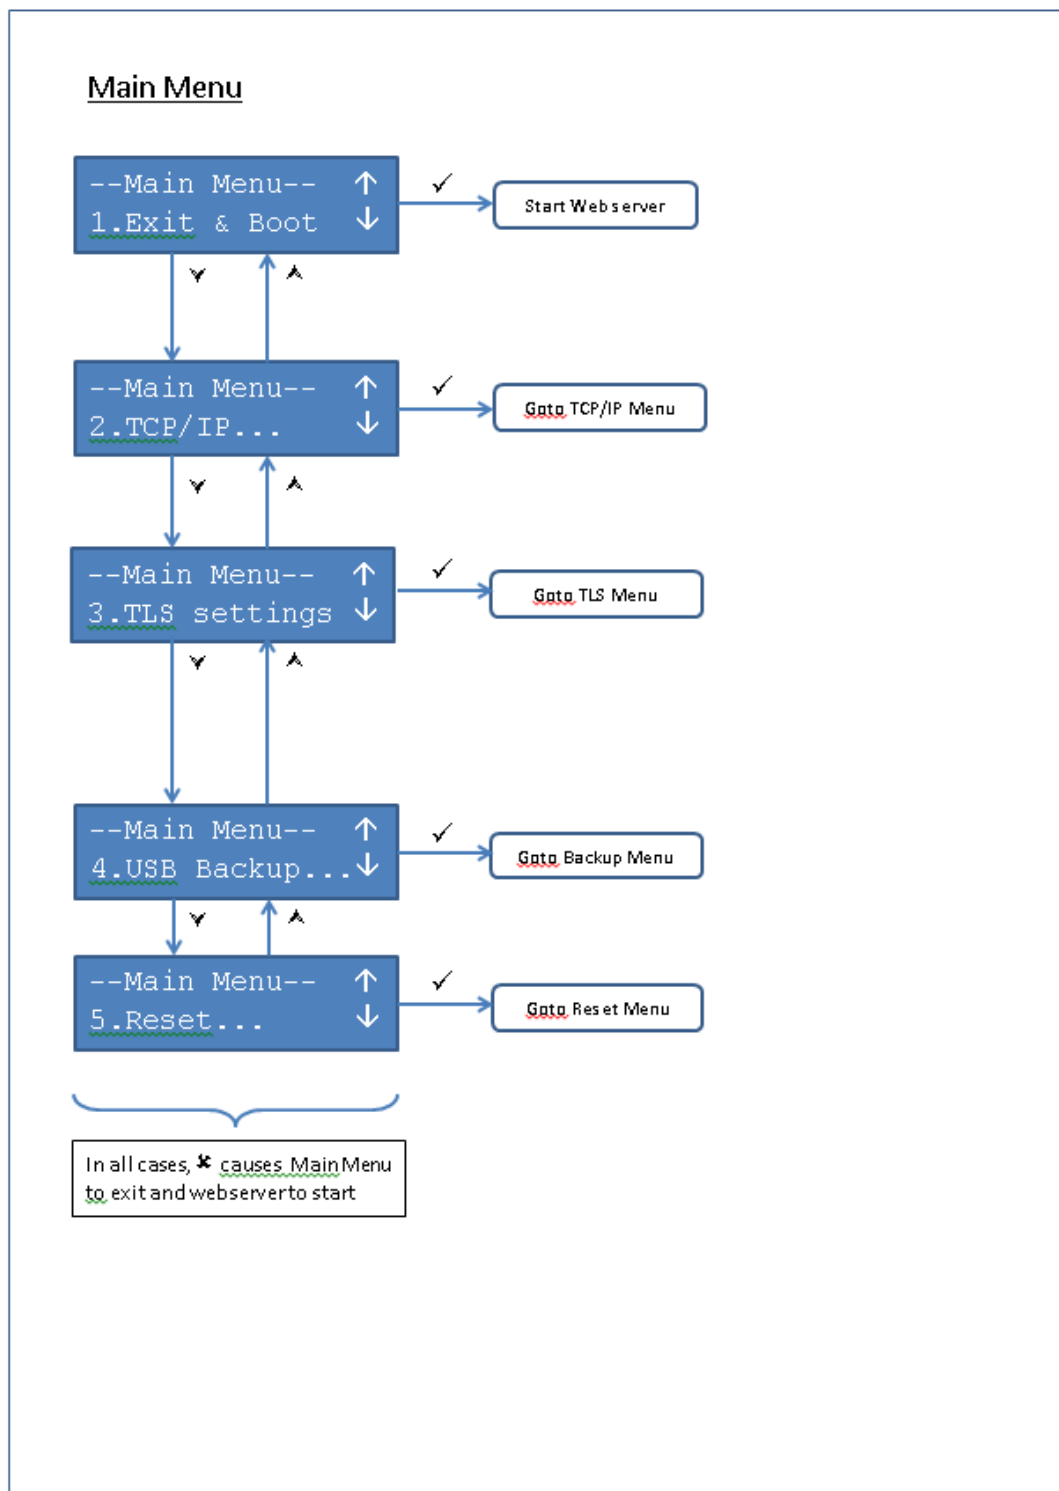 Main Menu
--Main Menu-- ↑
1.Exit & Boot ↓
✓
Start Webserver
--Main Menu-- ↑
2.TCP/IP... ↓
✓
Goto TCP/IP Menu
--Main Menu-- ↑
3.TLS settings ↓
✓
Goto TLS Menu
--Main Menu-- ↑
4.USB Backup...↓
✓
Goto Backup Menu
--Main Menu-- ↑
5.Reset... ↓
✓
Goto Reset Menu
In all cases, ✖ causes Main Menu
to exit and webserver to start